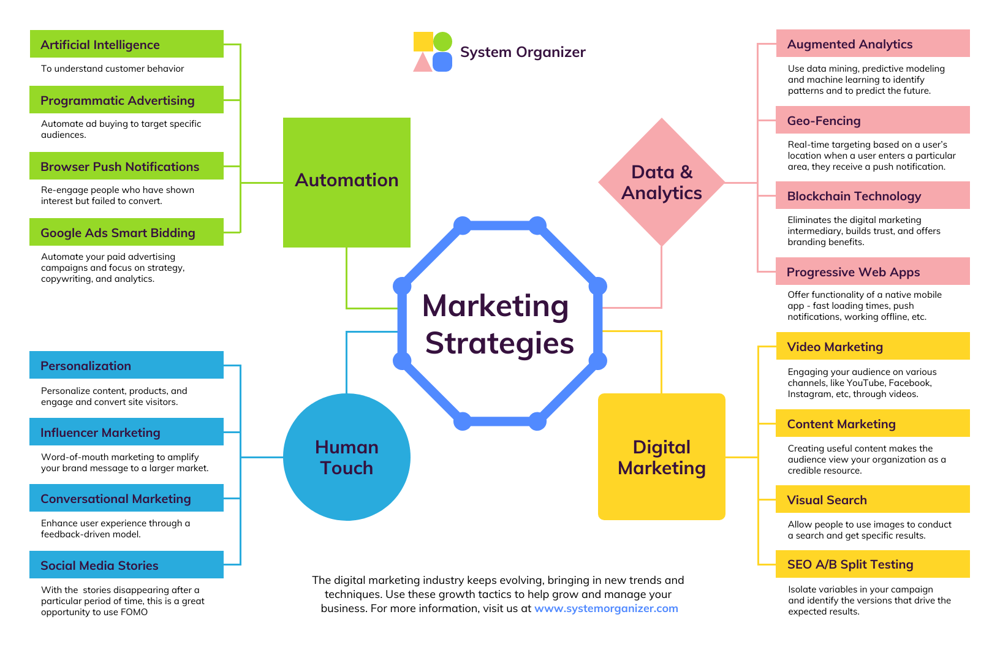 System Organizer
Artificial Intelligence
To understand customer behavior
Programmatic Advertising
Automate ad buying to target specific
audiences.
Browser Push Notifications
Re-engage people who have shown
interest but failed to convert.
Google Ads Smart Bidding
Automate your paid advertising
campaigns and focus on strategy,
copywriting, and analytics.
Automation
Data &
Analytics
Augmented Analytics
Use data mining, predictive modeling
and machine learning to identify
patterns and to predict the future.
Geo-Fencing
Real-time targeting based on a user’s
location when a user enters a particular
area, they receive a push notification.
Blockchain Technology
Eliminates the digital marketing
intermediary, builds trust, and offers
branding benefits.
Progressive Web Apps
Offer functionality of a native mobile
app - fast loading times, push
notifications, working offline, etc.
Marketing
Strategies
Personalization
Personalize content, products, and
engage and convert site visitors.
Influencer Marketing
Word-of-mouth marketing to amplify
your brand message to a larger market.
Conversational Marketing
Enhance user experience through a
feedback-driven model.
Social Media Stories
With the  stories disappearing after a
particular period of time, this is a great
opportunity to use FOMO
Human
Touch
Digital
Marketing
Video Marketing
Engaging your audience on various
channels, like YouTube, Facebook,
Instagram, etc, through videos.
Content Marketing
Creating useful content makes the
audience view your organization as a
credible resource.
Visual Search
Allow people to use images to conduct
a search and get specific results.
SEO A/B Split Testing
Isolate variables in your campaign
and identify the versions that drive the
expected results.
The digital marketing industry keeps evolving, bringing in new trends and
techniques. Use these growth tactics to help grow and manage your
business. For more information, visit us at www.systemorganizer.com